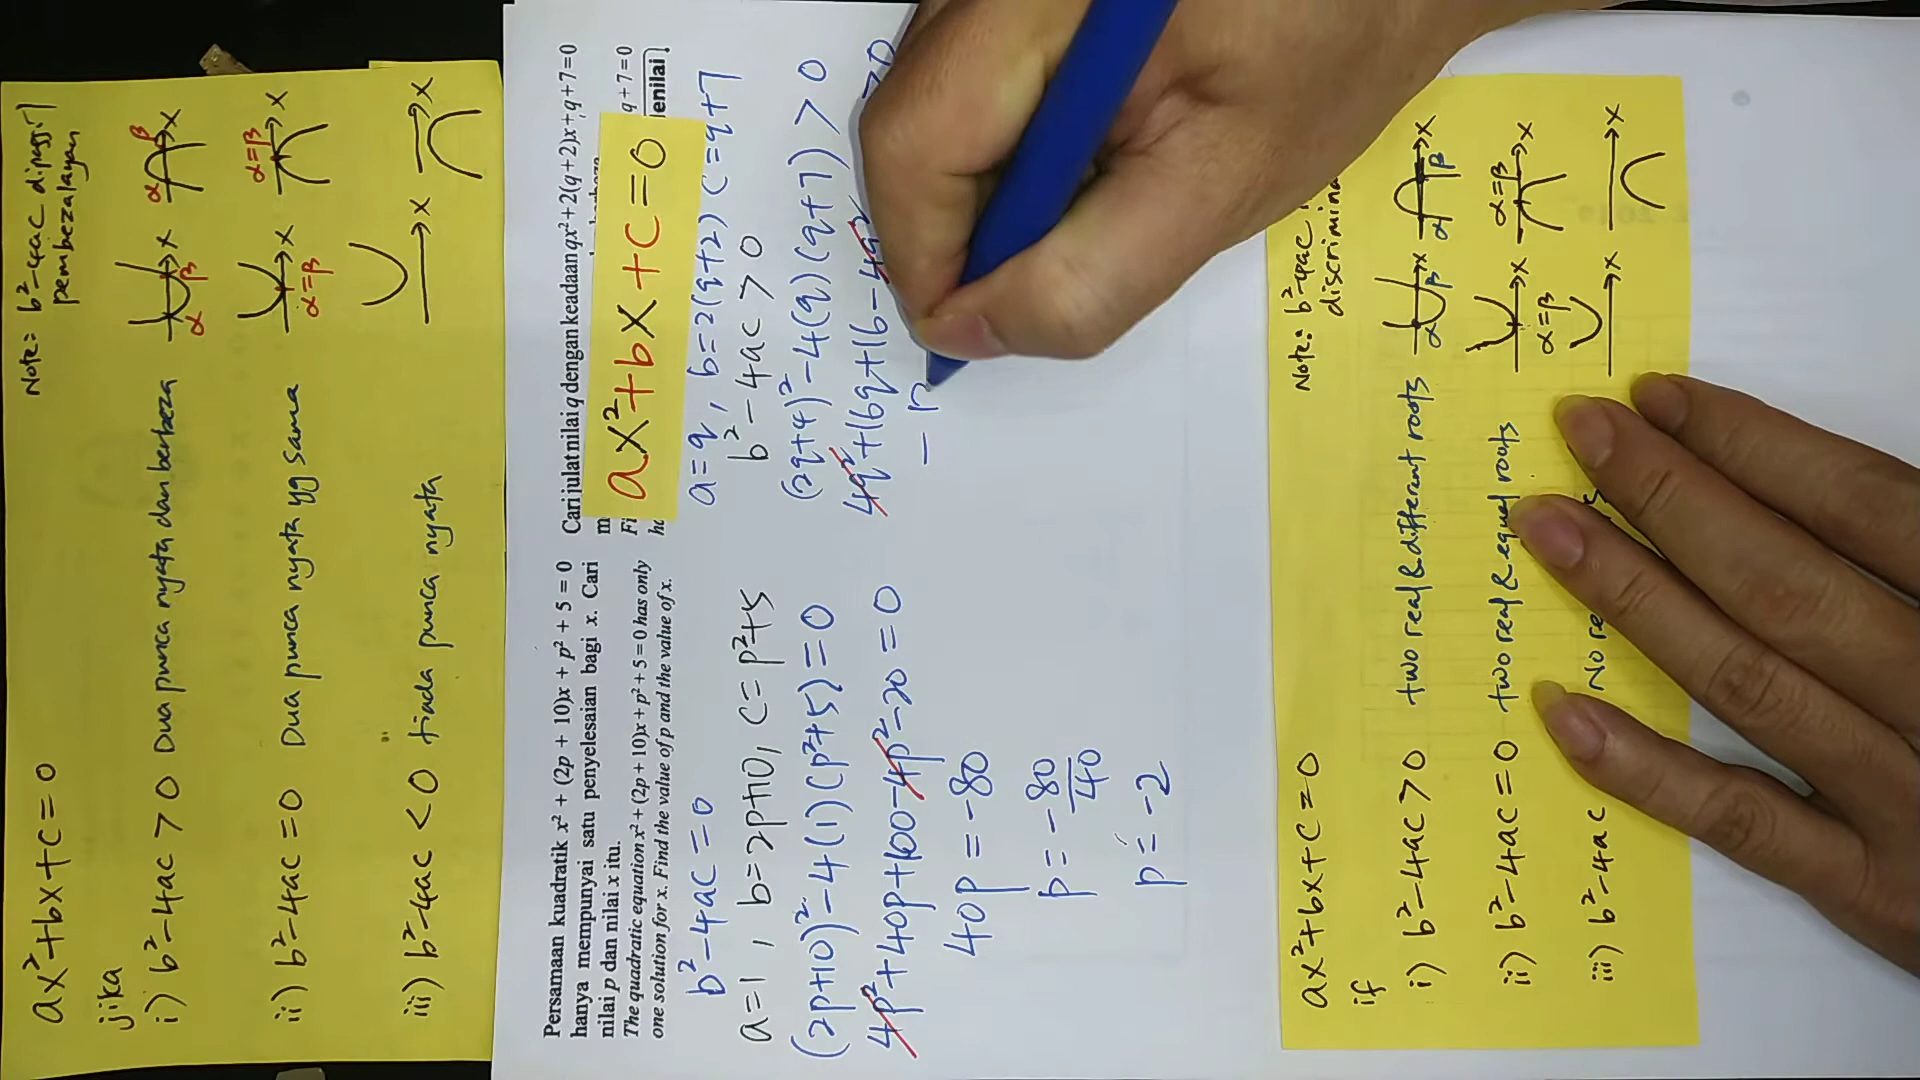 ax²+bx+c=0
Note: b²-4ac dipanggil
pembezalayan
jika
i) b²-4ac > 0 Dua punca nyata dan berbeza
α β x
α β x
ii) b²-4ac = 0 Dua punca nyata yg sama
α=β x
α=β x
iii) b²-4ac < 0 tiada punca nyata
x
x
Persamaan kuadratik x² + (2p + 10)x + p² + 5 = 0
hanya mempunyai satu penyelesaian bagi x. Cari
nilai p dan nilai x itu.
The quadratic equation x² + (2p + 10)x + p² + 5 = 0 has only
one solution for x. Find the value of p and the value of x.
b²-4ac=0
a=1, b=2p+10, c=p²+5
(2p+10)²-4(1)(p²+5)=0
4p²+40p+100-4p²-20=0
40p=-80
p=-80/40
p=-2
Cari julat nilai q dengan keadaan qx²+2(q+2)x+q+7=0
m
Fi q+7=0
ha enilai
ax²+bx+c=0
a=q, b=2(q+2) c=q+7
b²-4ac > 0
(2q+4)²-4(q)(q+7) > 0
4q²+16q+16-4q² >0
-12
ax²+bx+c=0
Note: b²-4ac
discrimina
if
i) b²-4ac > 0 two real & different roots
α β x
α β x
ii) b²-4ac = 0 two real & equal roots
α=β x
α=β x
iii) b²-4ac No re s
x
x